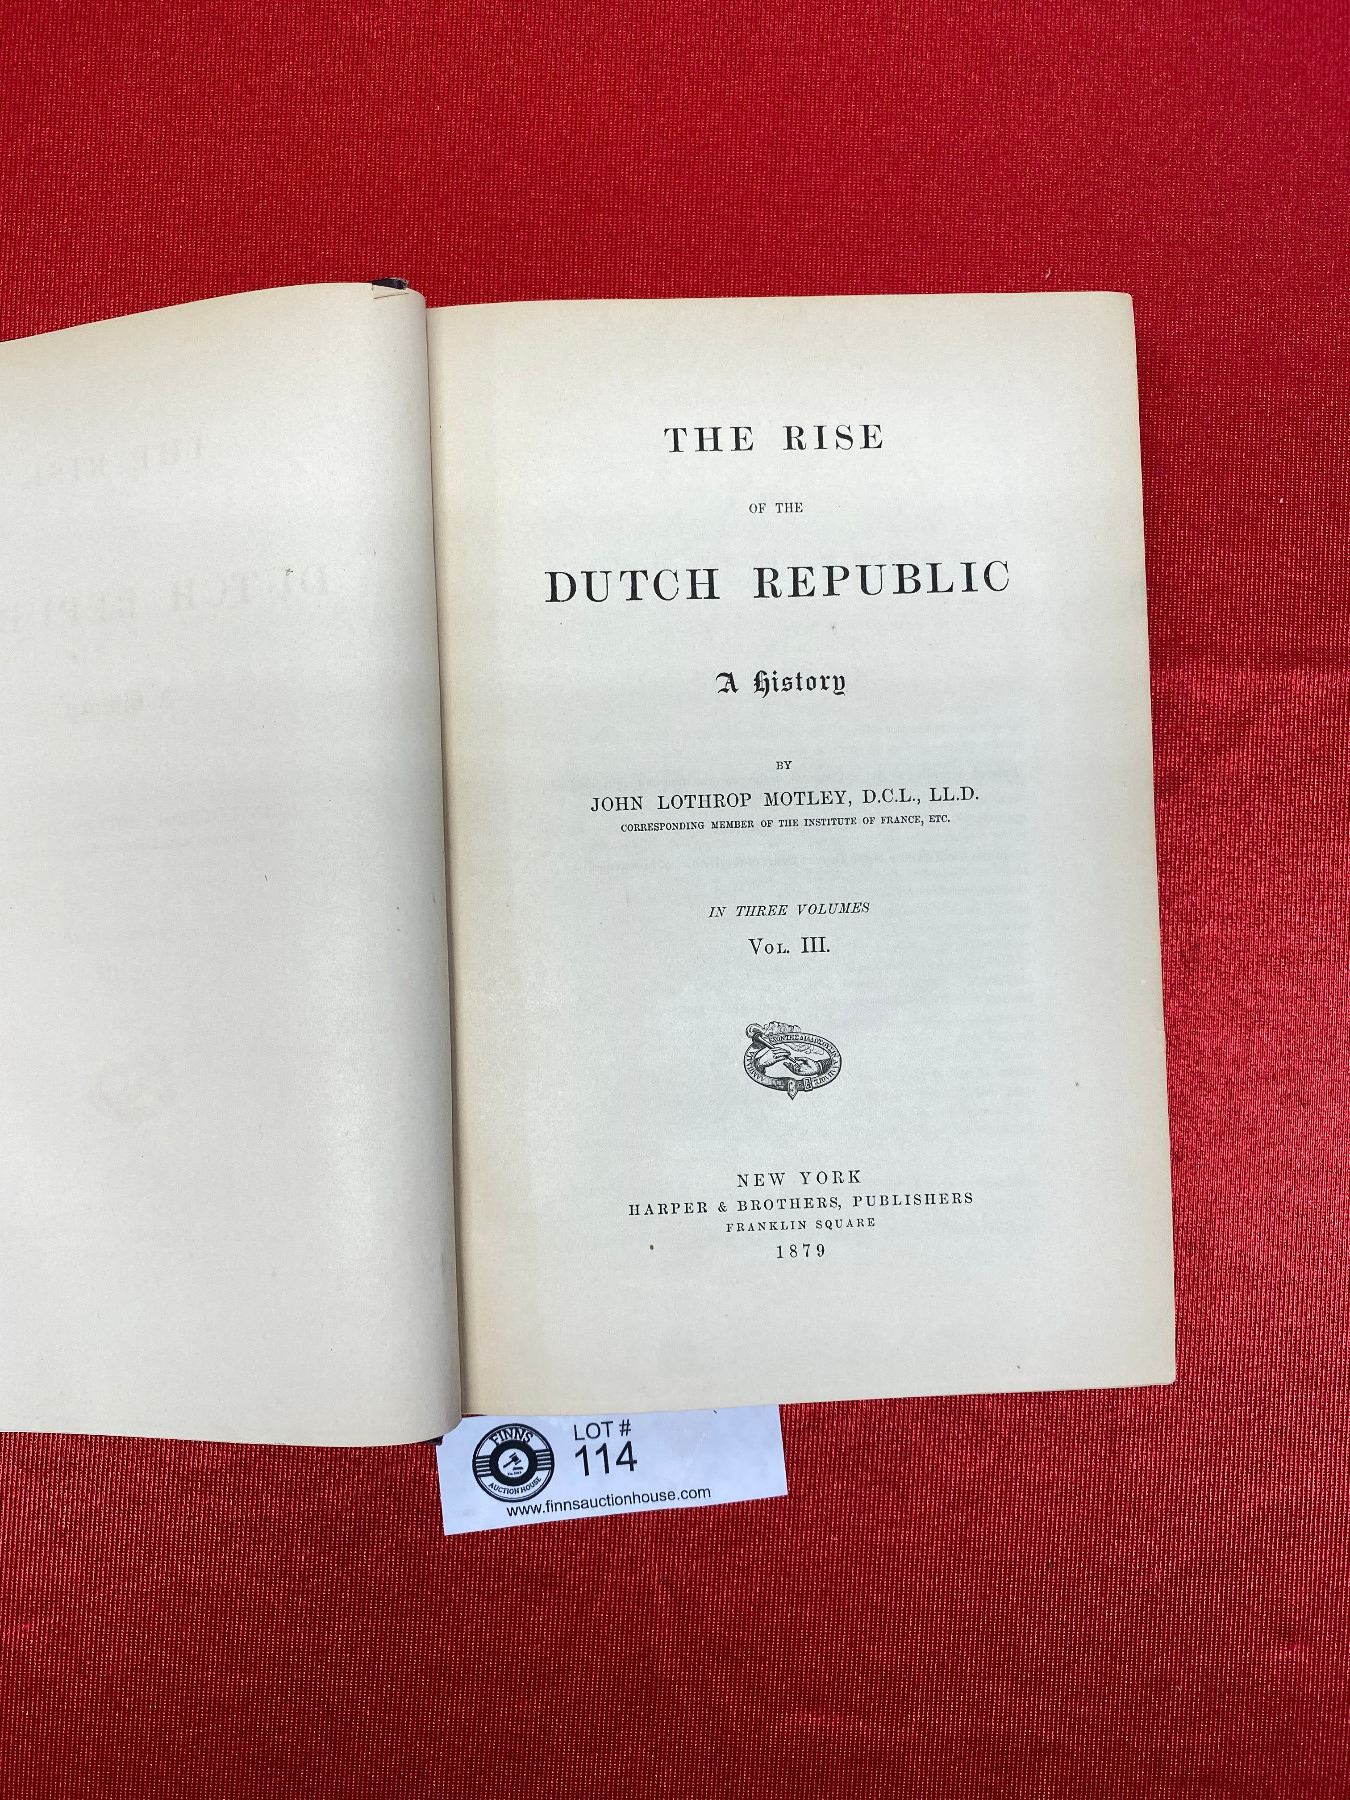 THE RISE
OF THE
DUTCH REPUBLIC
A History
BY
JOHN LOTHROP MOTLEY, D.C.L., LL.D.
CORRESPONDING MEMBER OF THE INSTITUTE OF FRANCE, ETC.
IN THREE VOLUMES
VOL. III.
NEW YORK
HARPER & BROTHERS, PUBLISHERS
FRANKLIN SQUARE
1879
FINNS
AUCTION HOUSE
LOT #
114
www.finnsauctionhouse.com